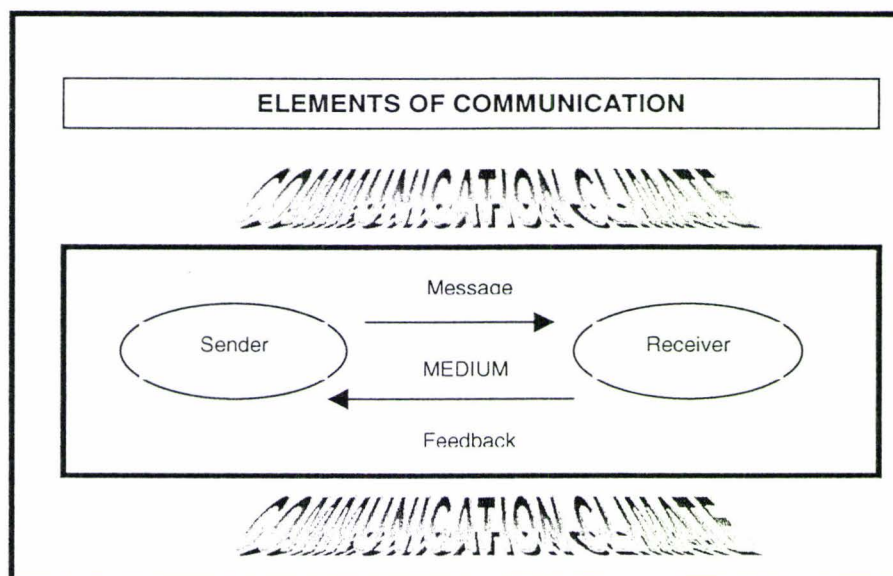 ELEMENTS OF COMMUNICATION
COMMUNICATION CLIMATE
Message
Sender
Receiver
MEDIUM
Feedback
COMMUNICATION CLIMATE